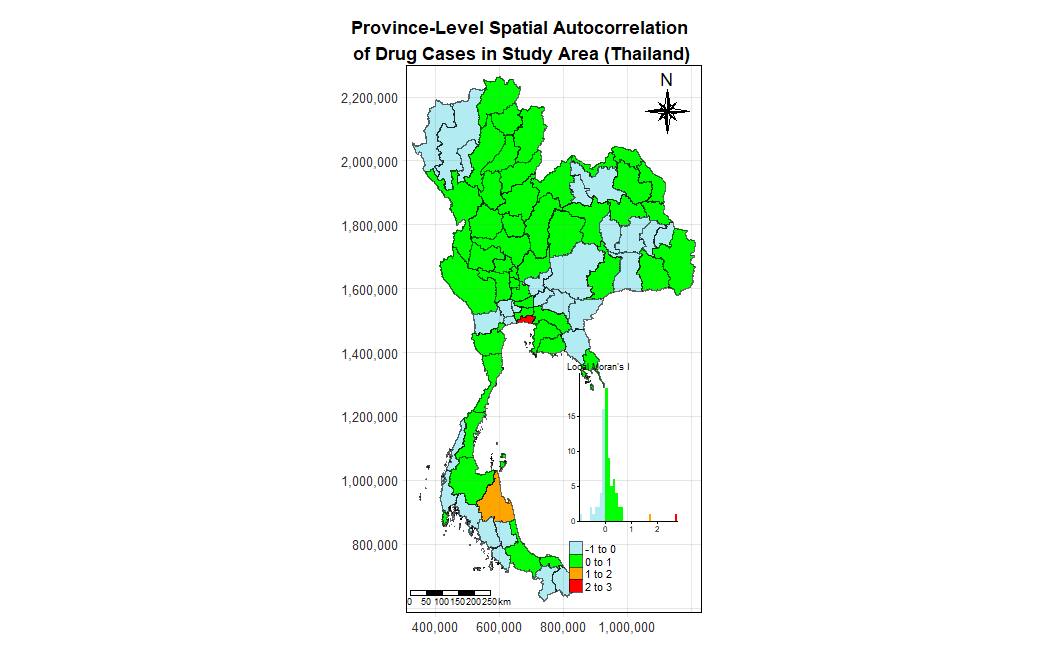 Province-Level Spatial Autocorrelation
of Drug Cases in Study Area (Thailand)
N
2,200,000
2,000,000
1,800,000
1,600,000
1,400,000
1,200,000
1,000,000
800,000
Local Moran's I
15
10
5
0
0 1 2
-1 to 0
0 to 1
1 to 2
2 to 3
0 50 100 150 200 250 km
400,000 600,000 800,000 1,000,000